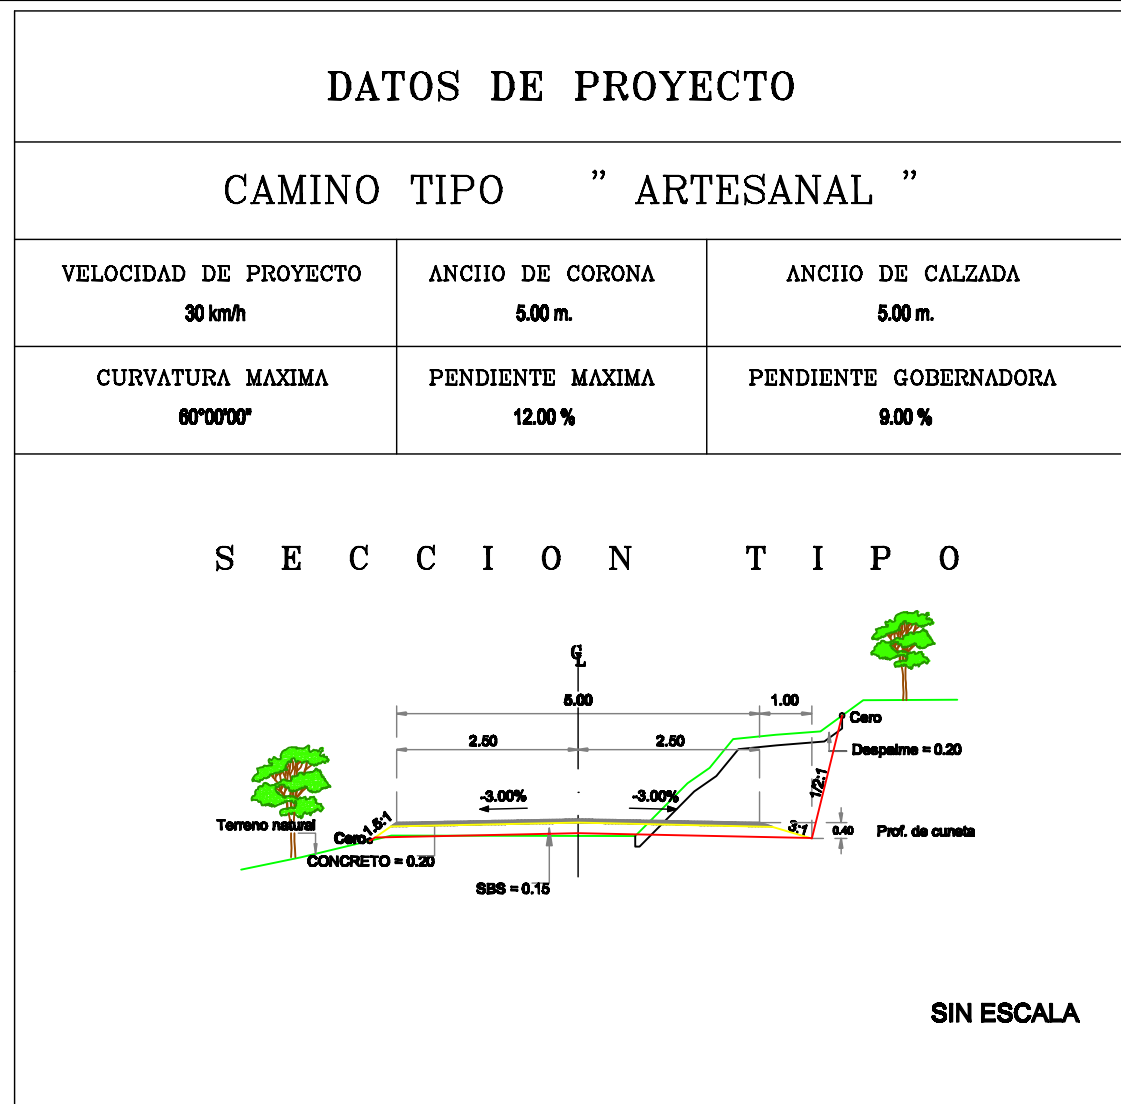 DATOS DE PROYECTO
CAMINO TIPO " ARTESANAL "
VELOCIDAD DE PROYECTO
30 km/h
ANCHO DE CORONA
5.00 m.
ANCHO DE CALZADA
5.00 m.
CURVATURA MAXIMA
60°00'00"
PENDIENTE MAXIMA
12.00 %
PENDIENTE GOBERNADORA
9.00 %
SECCION TIPO
CL
5.00
1.00
Cero
2.50
2.50
Despalme = 0.20
1/2:1
-3.00%
-3.00%
Terreno natural
Cero
1.5:1
3:1
0.40
Prof. de cuneta
CONCRETO = 0.20
SBS = 0.15
SIN ESCALA